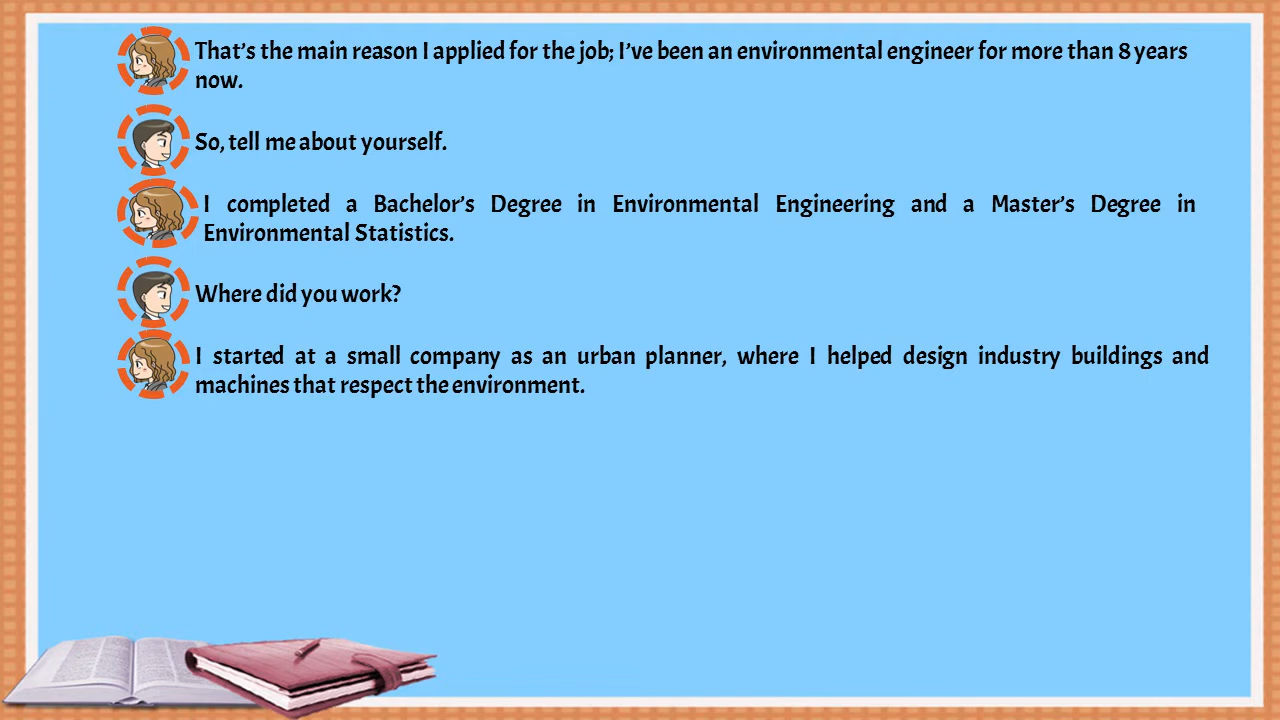 That’s the main reason I applied for the job; I’ve been an environmental engineer for more than 8 years
now.
So, tell me about yourself.
I completed a Bachelor’s Degree in Environmental Engineering and a Master’s Degree in
Environmental Statistics.
Where did you work?
I started at a small company as an urban planner, where I helped design industry buildings and
machines that respect the environment.